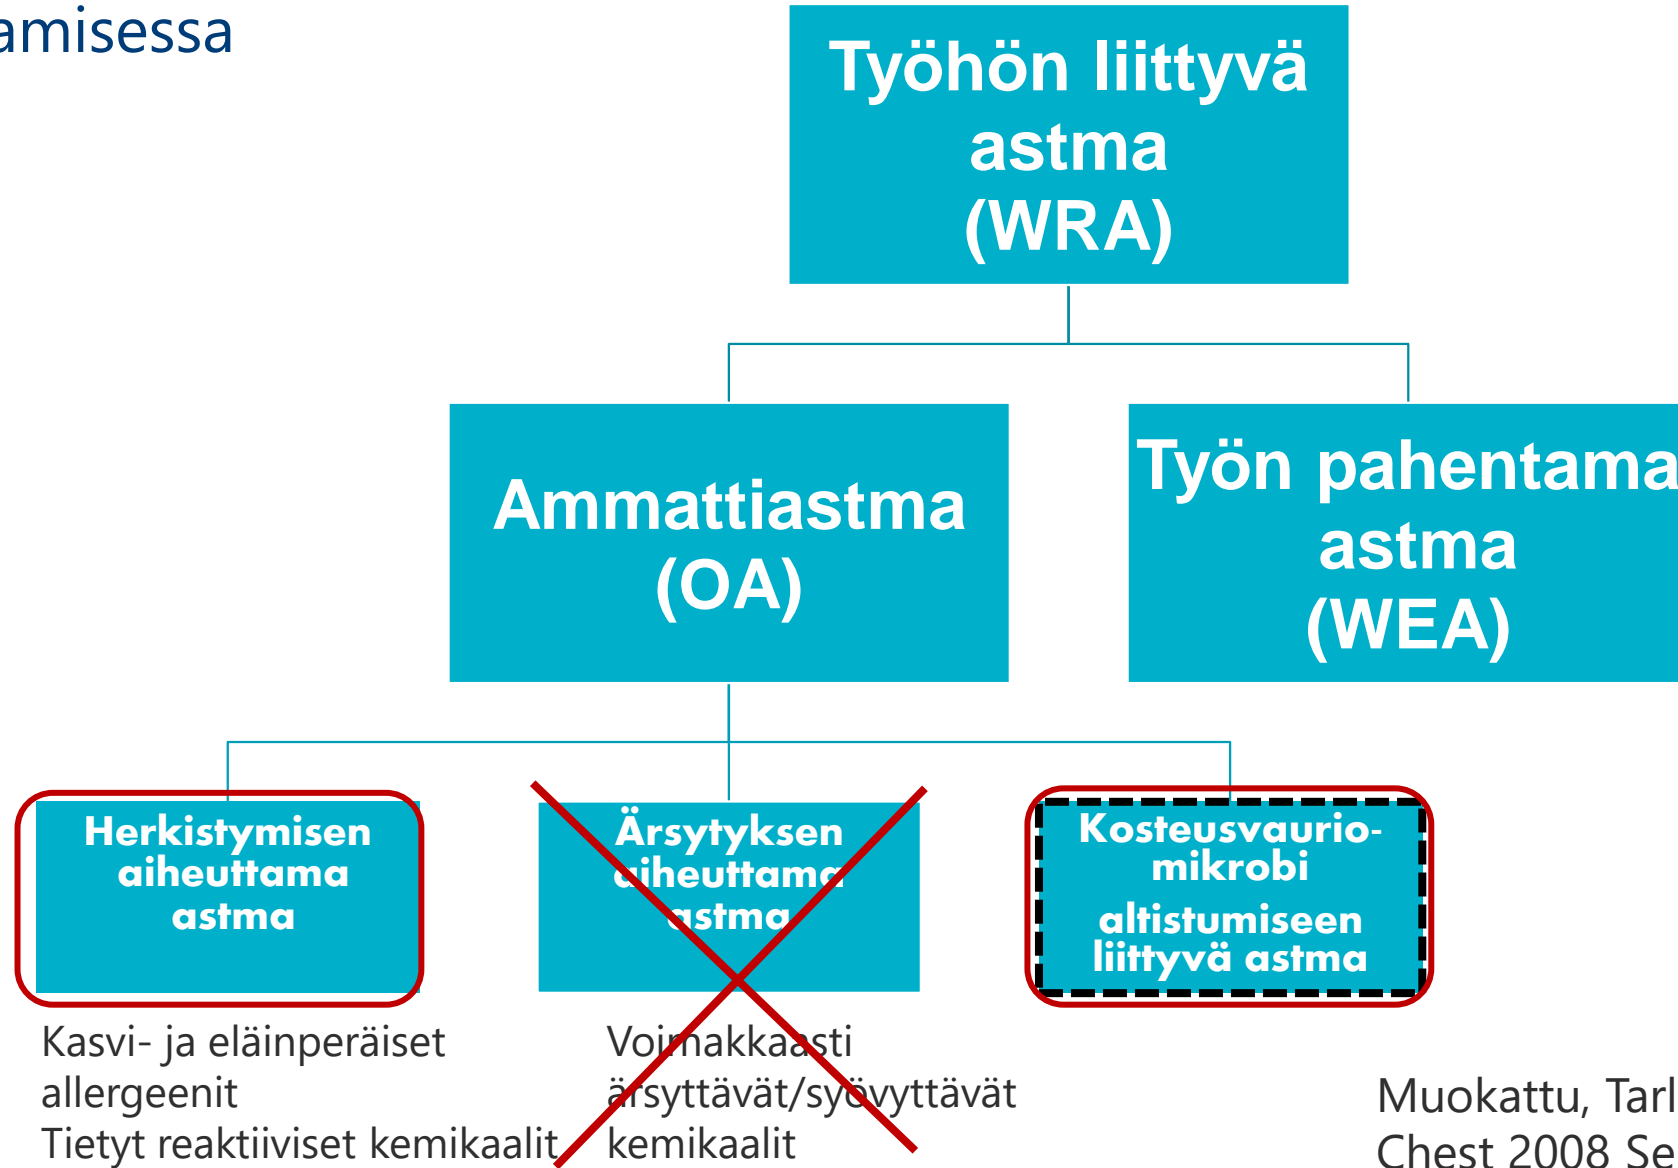 amisessa
Työhön liittyvä
astma
(WRA)
Ammattiastma
(OA)
Työn pahentama
astma
(WEA)
Herkistymisen
aiheuttama
astma
Ärsytyksen
aiheuttama
astma
Kosteusvaurio-
mikrobi
altistumiseen
liittyvä astma
Kasvi- ja eläinperäiset
allergeenit
Tietyt reaktiiviset kemikaalit
Voimakkaasti
ärsyttävät/syövyttävät
kemikaalit
Muokattu, Tarl
Chest 2008 Se